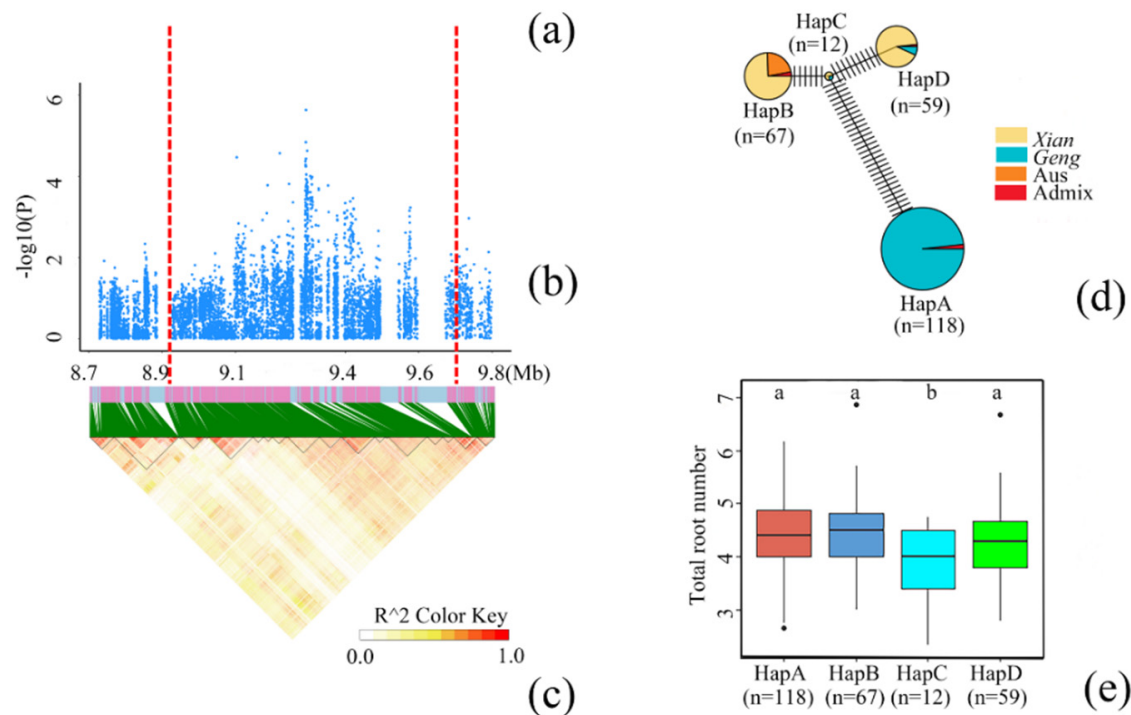 (a)
-log10(P)
6
4
2
0
(b)
8.7 8.9 9.1 9.4 9.6 9.8(Mb)
R^2 Color Key
0.0 1.0
(c)
HapC
(n=12)
HapD
(n=59)
HapB
(n=67)
Xian
Geng
Aus
Admix
HapA
(n=118)
(d)
Total root number
7
6
5
4
3
a a b a
HapA HapB HapC HapD
(n=118) (n=67) (n=12) (n=59)
(e)